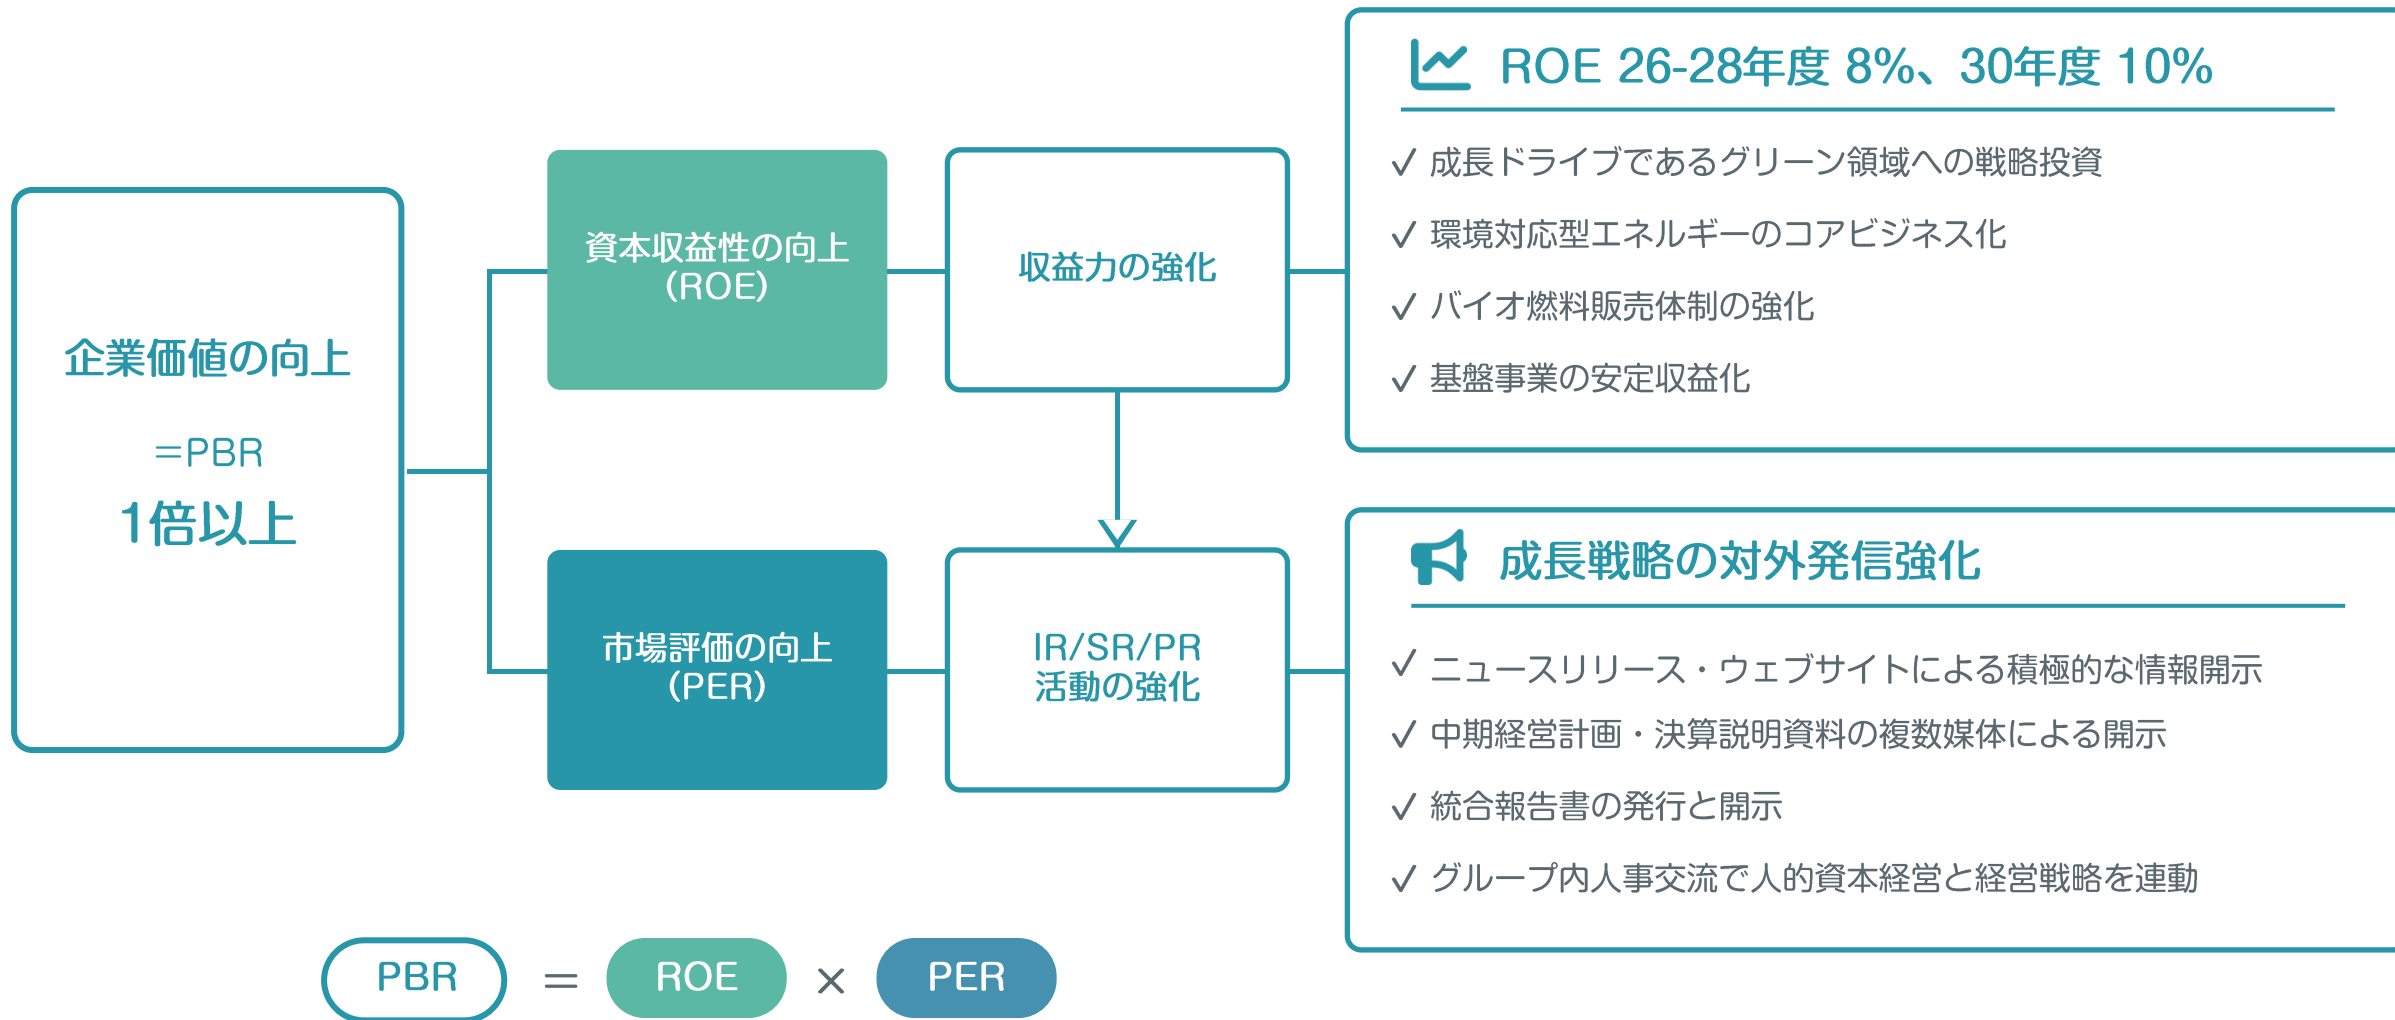 企業価値の向上
＝PBR
1倍以上
資本収益性の向上
(ROE)
収益力の強化
ROE 26-28年度 8%、30年度 10%
✓ 成長ドライブであるグリーン領域への戦略投資
✓ 環境対応型エネルギーのコアビジネス化
✓ バイオ燃料販売体制の強化
✓ 基盤事業の安定収益化
市場評価の向上
(PER)
IR/SR/PR
活動の強化
成長戦略の対外発信強化
✓ ニュースリリース・ウェブサイトによる積極的な情報開示
✓ 中期経営計画・決算説明資料の複数媒体による開示
✓ 統合報告書の発行と開示
✓ グループ内人事交流で人的資本経営と経営戦略を連動
PBR ＝ ROE × PER